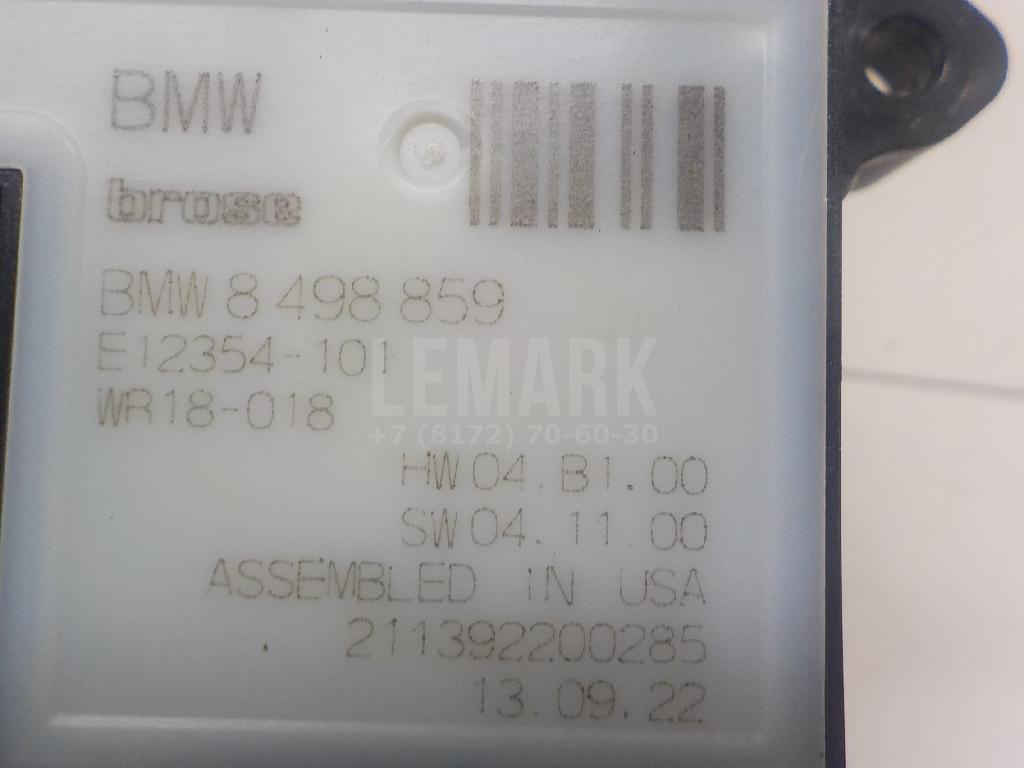 BMW
brose
BMW 8 498 859
E12354-101
WR18-018
LEMARK
+7 (8172) 70-60-30
HW 04.B1.00
SW 04.11.00
ASSEMBLED IN USA
211392200285
13.09.22